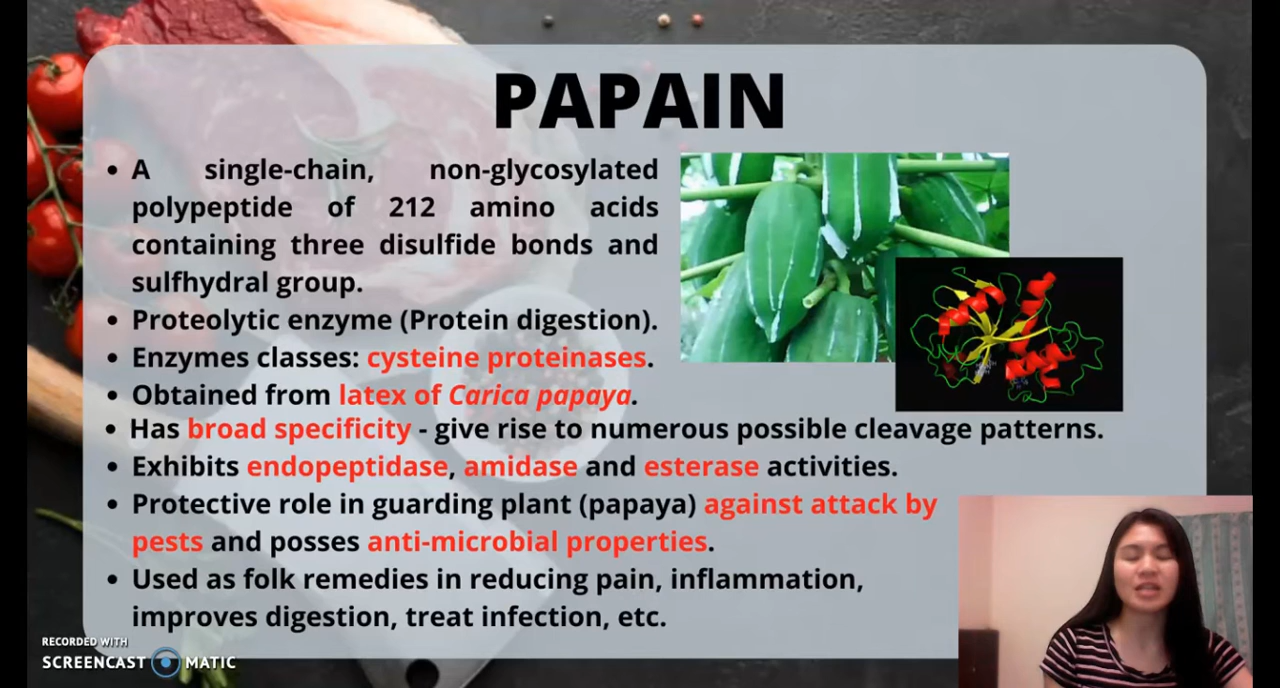 PAPAIN
• A single-chain, non-glycosylated
polypeptide of 212 amino acids
containing three disulfide bonds and
sulfhydral group.
• Proteolytic enzyme (Protein digestion).
• Enzymes classes: cysteine proteinases.
• Obtained from latex of Carica papaya.
• Has broad specificity - give rise to numerous possible cleavage patterns.
• Exhibits endopeptidase, amidase and esterase activities.
• Protective role in guarding plant (papaya) against attack by
pests and posses anti-microbial properties.
• Used as folk remedies in reducing pain, inflammation,
improves digestion, treat infection, etc.
RECORDED WITH
SCREENCAST MATIC